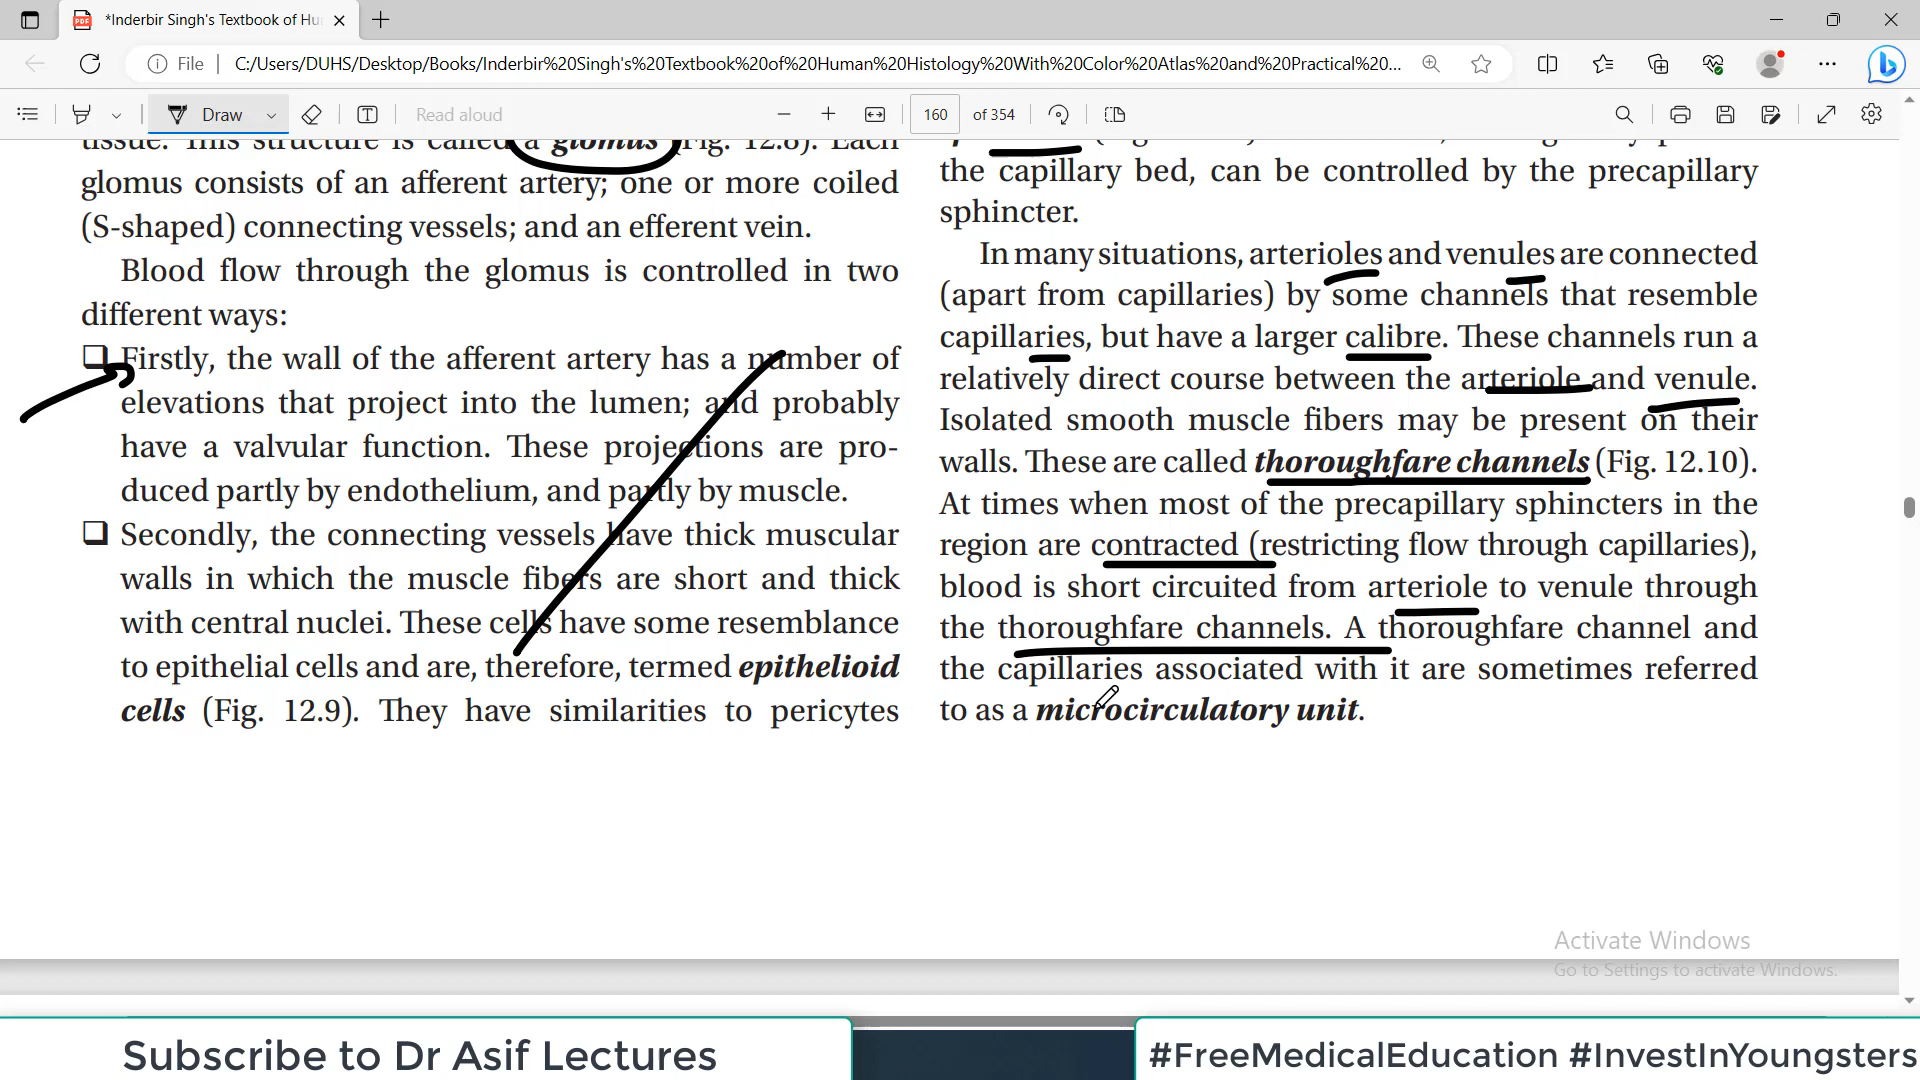 *Inderbir Singh's Textbook of Hu
File
C:/Users/DUHS/Desktop/Books/Inderbir%20Singh's%20Textbook%20of%20Human%20Histology%20With%20Color%20Atlas%20and%20Practical%20...
Draw
Read aloud
160
of 354
tissue. This structure is called a glomus (Fig. 12.8). Each
glomus consists of an afferent artery; one or more coiled
(S-shaped) connecting vessels; and an efferent vein.
Blood flow through the glomus is controlled in two
different ways:
❑ Firstly, the wall of the afferent artery has a number of
elevations that project into the lumen; and probably
have a valvular function. These projections are pro-
duced partly by endothelium, and partly by muscle.
❑ Secondly, the connecting vessels have thick muscular
walls in which the muscle fibers are short and thick
with central nuclei. These cells have some resemblance
to epithelial cells and are, therefore, termed epithelioid
cells (Fig. 12.9). They have similarities to pericytes
the capillary bed, can be controlled by the precapillary
sphincter.
In many situations, arterioles and venules are connected
(apart from capillaries) by some channels that resemble
capillaries, but have a larger calibre. These channels run a
relatively direct course between the arteriole and venule.
Isolated smooth muscle fibers may be present on their
walls. These are called thoroughfare channels (Fig. 12.10).
At times when most of the precapillary sphincters in the
region are contracted (restricting flow through capillaries),
blood is short circuited from arteriole to venule through
the thoroughfare channels. A thoroughfare channel and
the capillaries associated with it are sometimes referred
to as a microcirculatory unit.
Activate Windows
Go to Settings to activate Windows.
Subscribe to Dr Asif Lectures
#FreeMedicalEducation #InvestInYoungsters